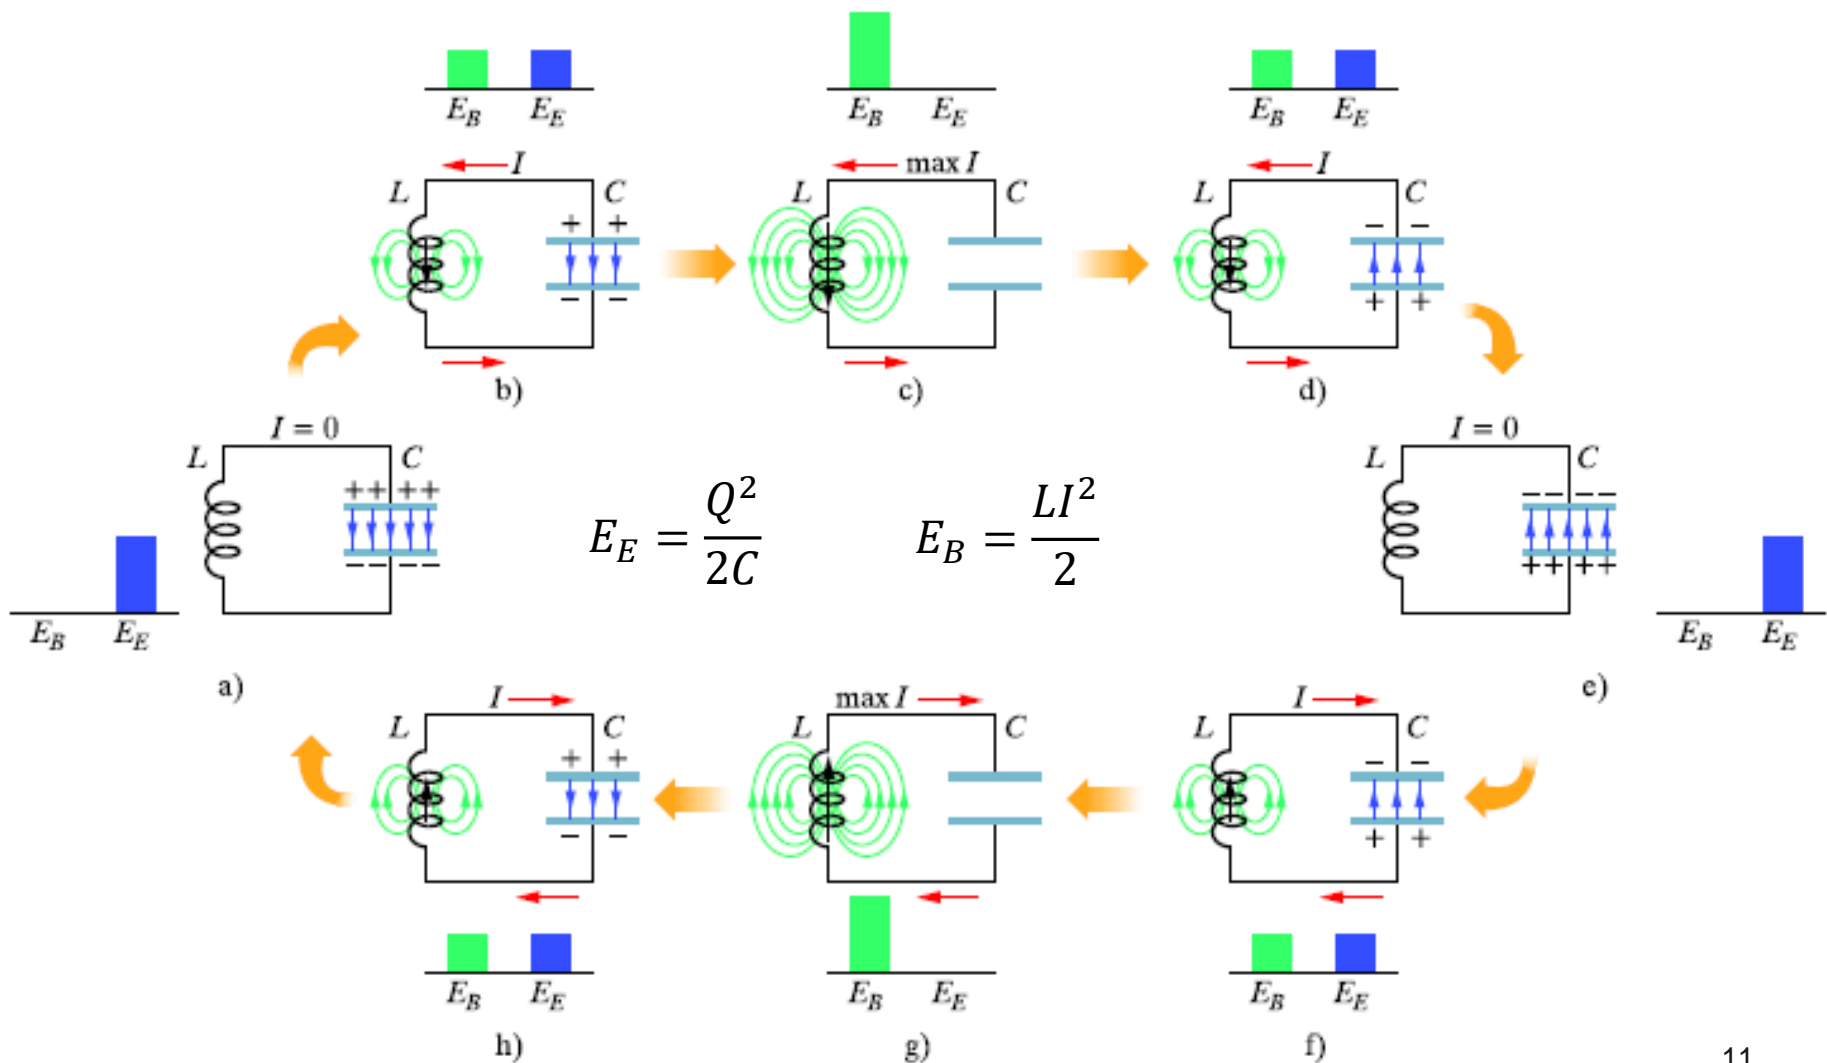 E_B E_E
E_B E_E
E_B E_E
I
max I
I
L C
L C
L C
+ +
− −
− −
+ +
b)
c)
d)
I = 0
I = 0
L C
L C
++ ++
−− −−
−− −−
++ ++
E_E = Q²/2C
E_B = LI²/2
E_B E_E
E_B E_E
a)
e)
I
max I
I
L C
L C
L C
+ +
− −
− −
+ +
E_B E_E
E_B E_E
E_B E_E
h)
g)
f)
11